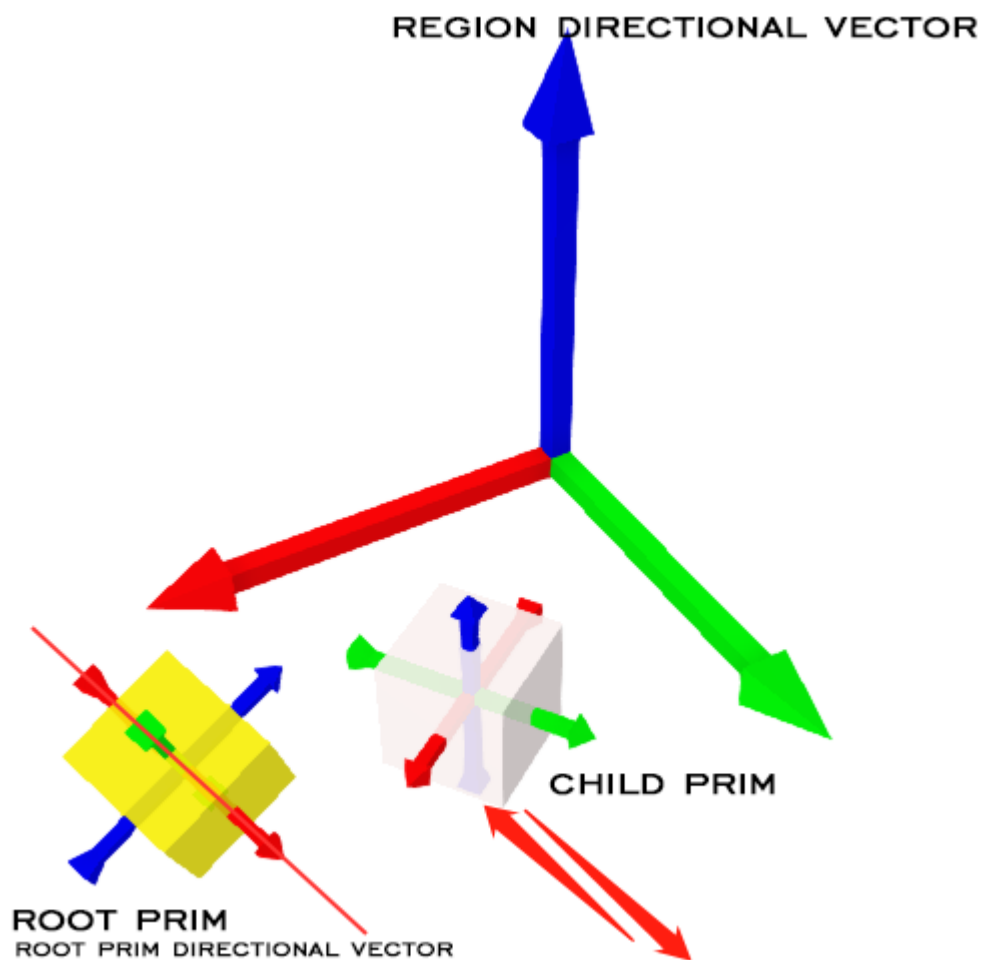 REGION DIRECTIONAL VECTOR
CHILD PRIM
ROOT PRIM
ROOT PRIM DIRECTIONAL VECTOR